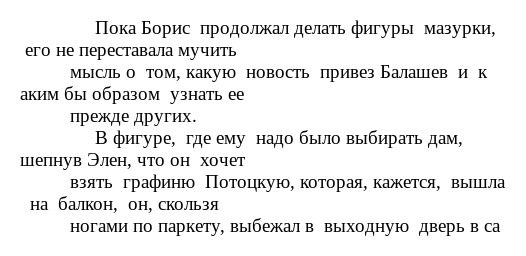 Пока Борис продолжал делать фигуры мазурки,
его не переставала мучить
мысль о том, какую новость привез Балашев и к
аким бы образом узнать ее
прежде других.
В фигуре, где ему надо было выбирать дам,
шепнув Элен, что он хочет
взять графиню Потоцкую, которая, кажется, вышла
на балкон, он, скользя
ногами по паркету, выбежал в выходную дверь в са